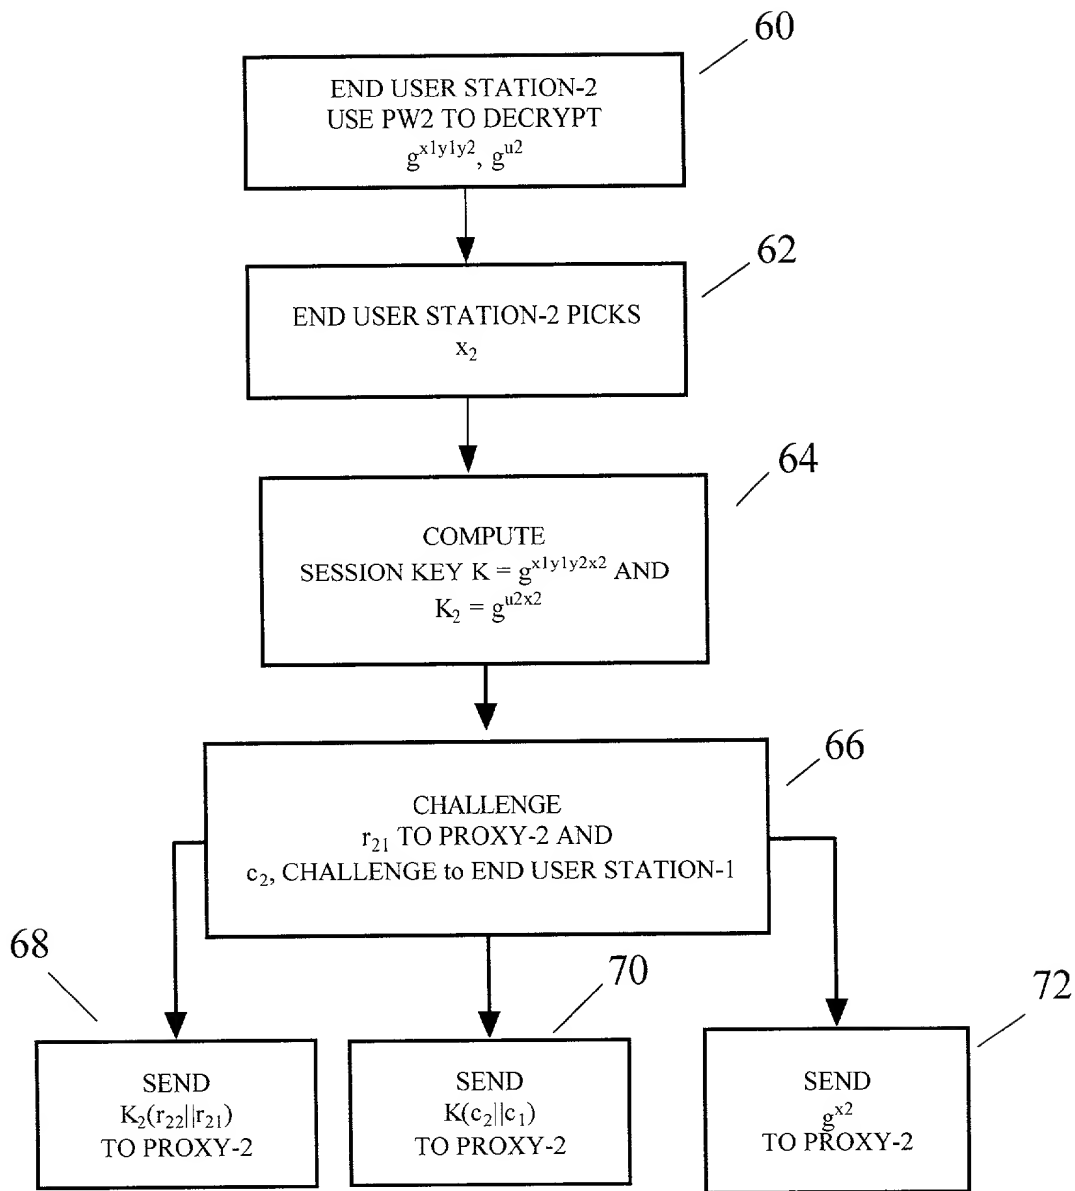 60
END USER STATION-2
USE PW2 TO DECRYPT
g^x1y1y2, g^u2
62
END USER STATION-2 PICKS
x₂
64
COMPUTE
SESSION KEY K = g^x1y1y2x2 AND
K₂ = g^u2x2
66
CHALLENGE
r₂₁ TO PROXY-2 AND
c₂, CHALLENGE to END USER STATION-1
68
70
72
SEND
K₂(r₂₂||r₂₁)
TO PROXY-2
SEND
K(c₂||c₁)
TO PROXY-2
SEND
g^x2
TO PROXY-2